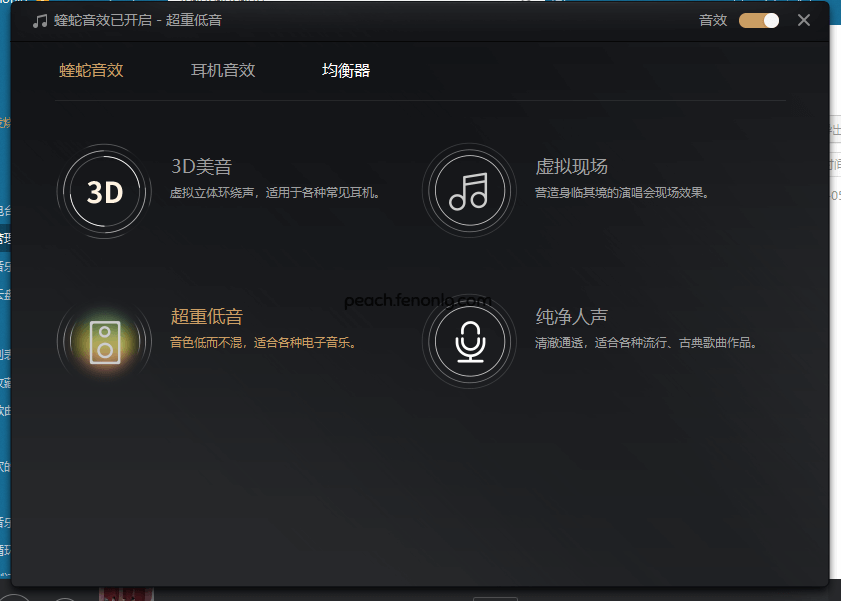 蝰蛇音效已开启 - 超重低音
音效
蝰蛇音效
耳机音效
均衡器
3D
3D美音
虚拟立体环绕声，适用于各种常见耳机。
虚拟现场
营造身临其境的演唱会现场效果。
peach.fenonlg.com
超重低音
音色低而不混，适合各种电子音乐。
纯净人声
清澈通透，适合各种流行、古典歌曲作品。